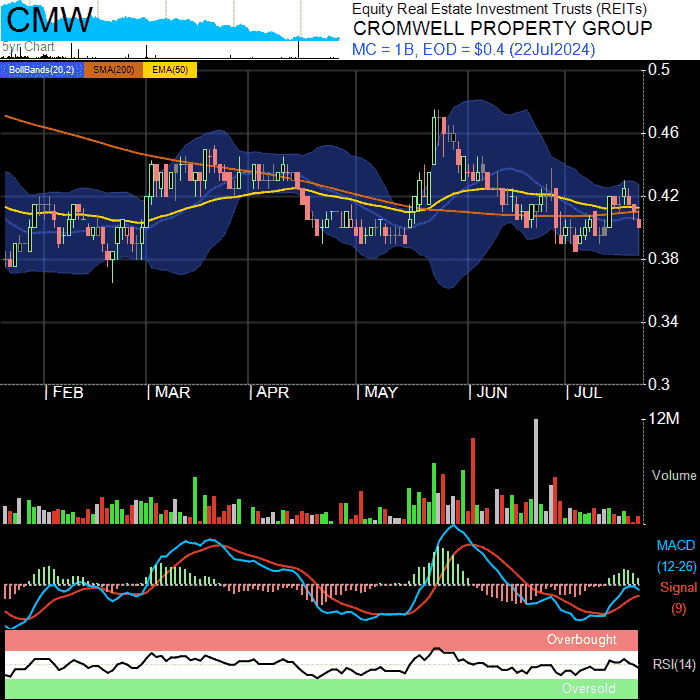 CMW
5yr Chart
Equity Real Estate Investment Trusts (REITs)
CROMWELL PROPERTY GROUP
MC = 1B, EOD = $0.4 (22Jul2024)
BollBands(20,2) SMA(200) EMA(50)
0.5
0.46
0.42
0.38
0.34
0.3
FEB MAR APR MAY JUN JUL
12M
Volume
MACD
(12-26)
Signal
(9)
Overbought
RSI(14)
Oversold